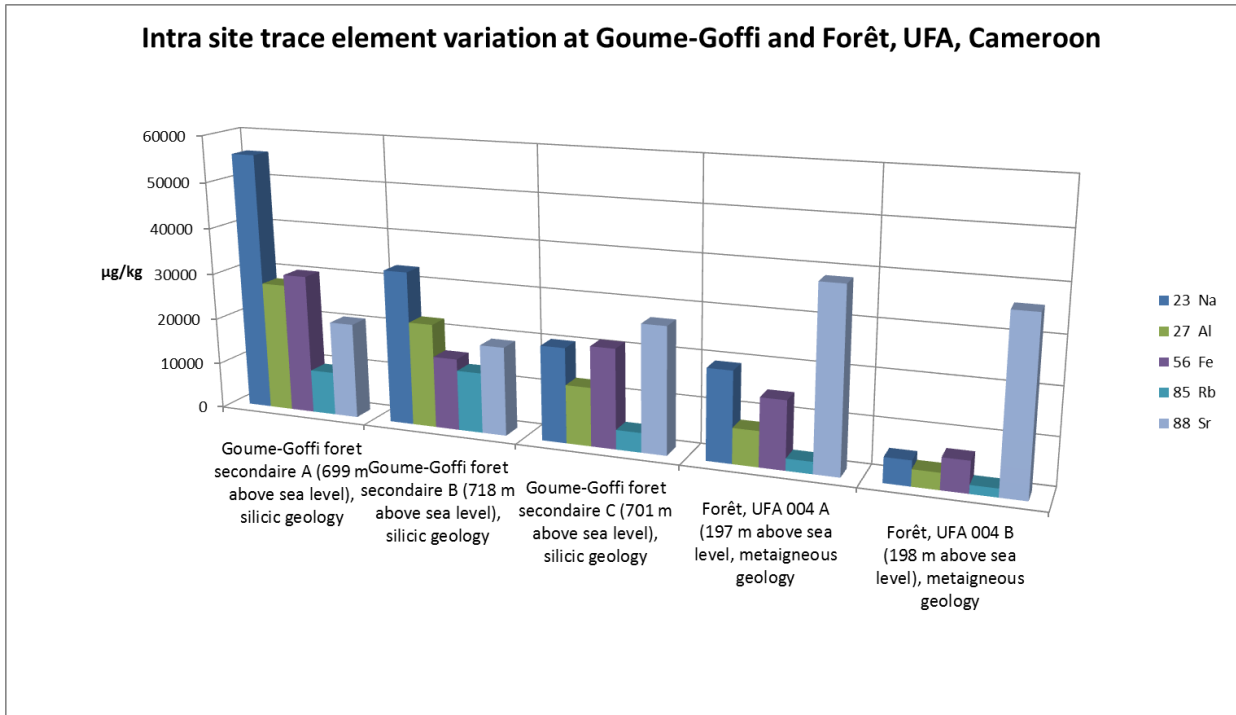 Intra site trace element variation at Goume-Goffi and Forêt, UFA, Cameroon
60000
50000
40000
30000
20000
10000
0
µg/kg
Goume-Goffi foret
secondaire A (699 m
above sea level),
silicic geology
Goume-Goffi foret
secondaire B (718 m
above sea level),
silicic geology
Goume-Goffi foret
secondaire C (701 m
above sea level),
silicic geology
Forêt, UFA 004 A
(197 m above sea
level, metaigneous
geology
Forêt, UFA 004 B
(198 m above sea
level), metaigneous
geology
23 Na
27 Al
56 Fe
85 Rb
88 Sr